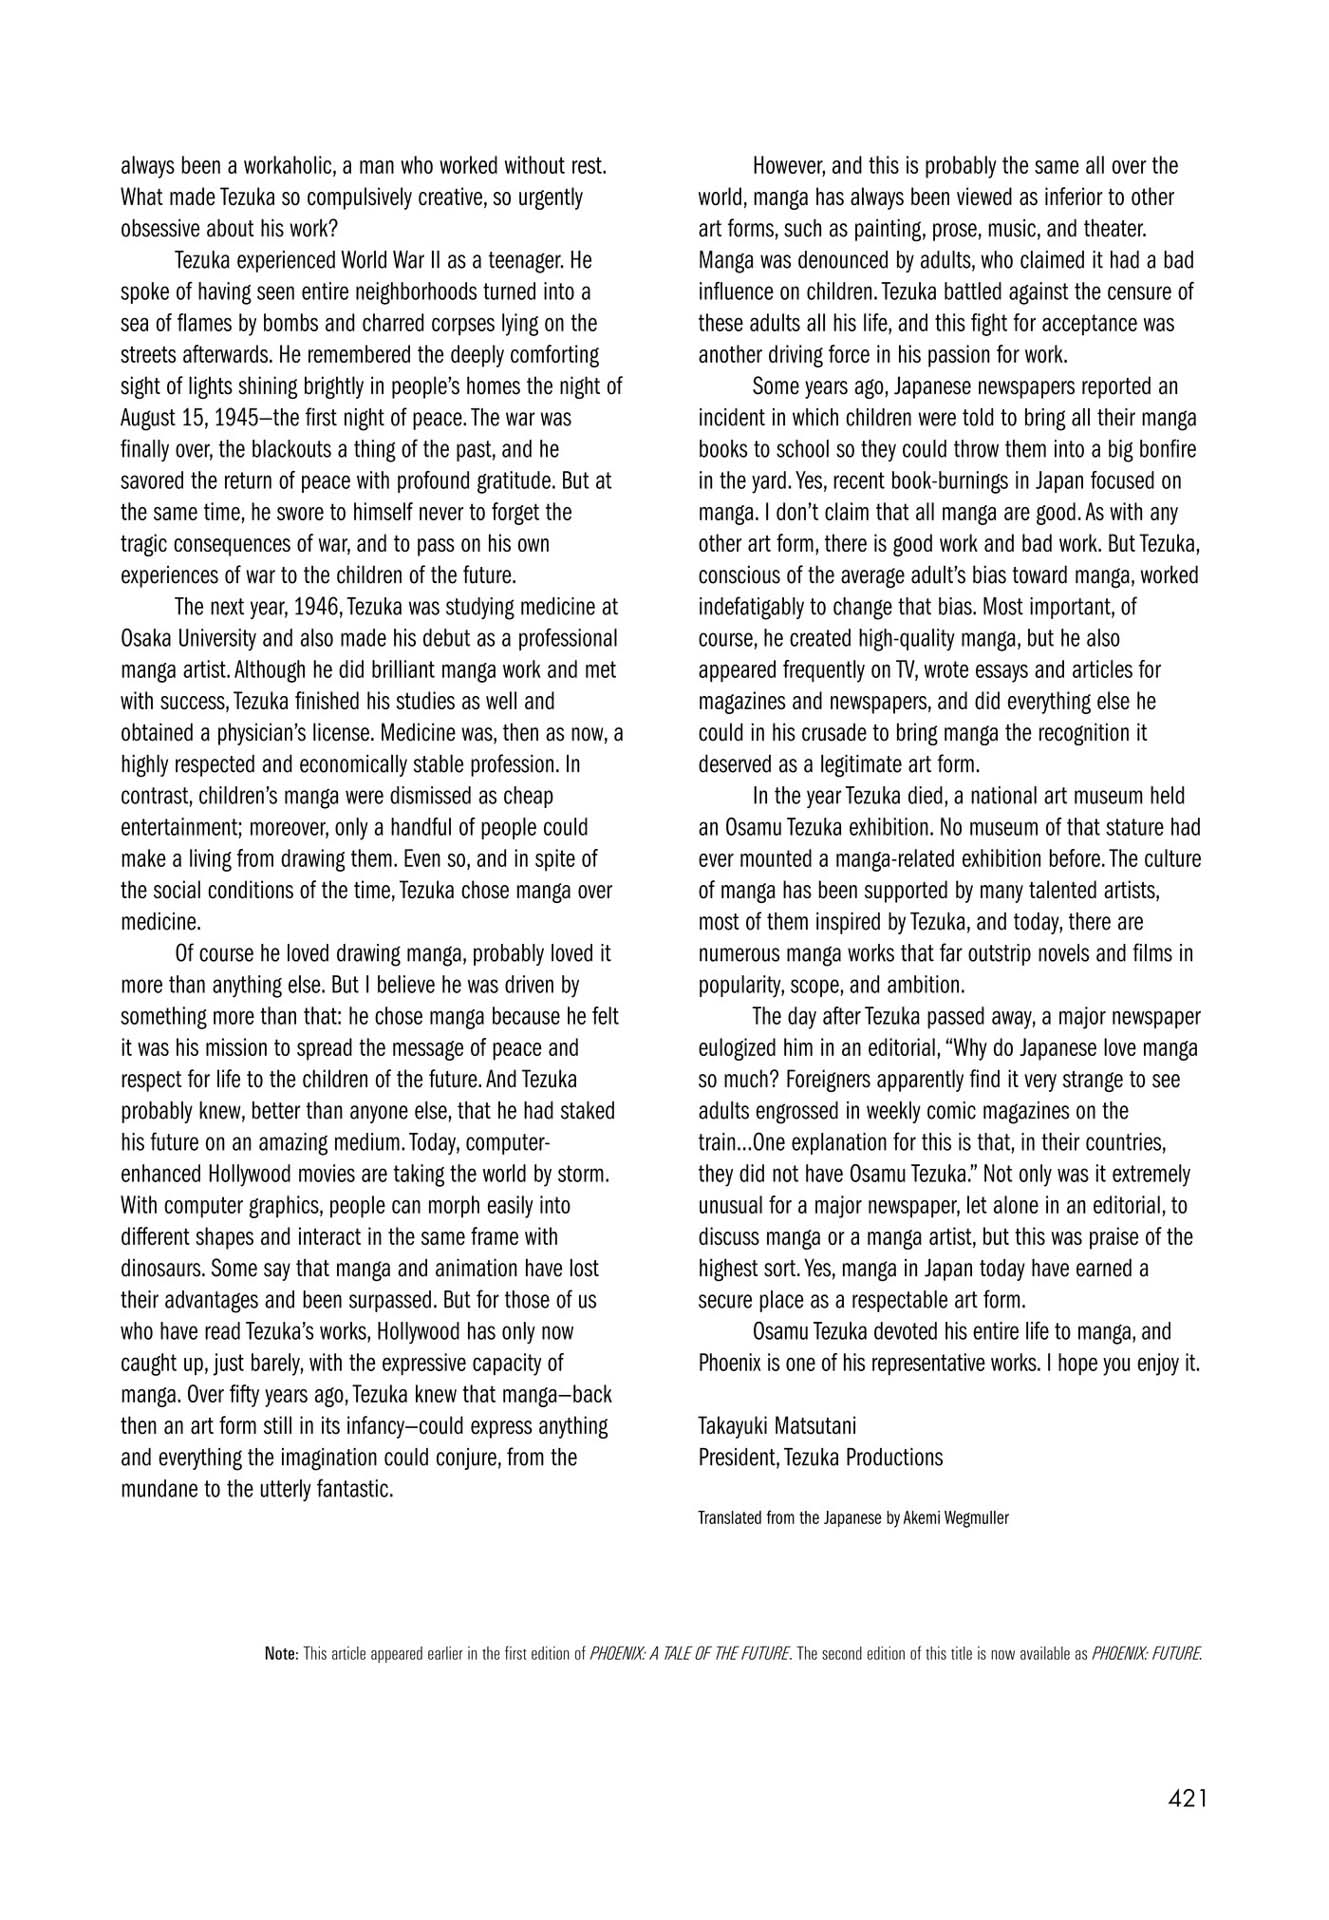 always been a workaholic, a man who worked without rest.
What made Tezuka so compulsively creative, so urgently
obsessive about his work?
Tezuka experienced World War II as a teenager. He
spoke of having seen entire neighborhoods turned into a
sea of flames by bombs and charred corpses lying on the
streets afterwards. He remembered the deeply comforting
sight of lights shining brightly in people’s homes the night of
August 15, 1945—the first night of peace. The war was
finally over, the blackouts a thing of the past, and he
savored the return of peace with profound gratitude. But at
the same time, he swore to himself never to forget the
tragic consequences of war, and to pass on his own
experiences of war to the children of the future.
The next year, 1946, Tezuka was studying medicine at
Osaka University and also made his debut as a professional
manga artist. Although he did brilliant manga work and met
with success, Tezuka finished his studies as well and
obtained a physician’s license. Medicine was, then as now, a
highly respected and economically stable profession. In
contrast, children’s manga were dismissed as cheap
entertainment; moreover, only a handful of people could
make a living from drawing them. Even so, and in spite of
the social conditions of the time, Tezuka chose manga over
medicine.
Of course he loved drawing manga, probably loved it
more than anything else. But I believe he was driven by
something more than that: he chose manga because he felt
it was his mission to spread the message of peace and
respect for life to the children of the future. And Tezuka
probably knew, better than anyone else, that he had staked
his future on an amazing medium. Today, computer-
enhanced Hollywood movies are taking the world by storm.
With computer graphics, people can morph easily into
different shapes and interact in the same frame with
dinosaurs. Some say that manga and animation have lost
their advantages and been surpassed. But for those of us
who have read Tezuka’s works, Hollywood has only now
caught up, just barely, with the expressive capacity of
manga. Over fifty years ago, Tezuka knew that manga—back
then an art form still in its infancy—could express anything
and everything the imagination could conjure, from the
mundane to the utterly fantastic.
However, and this is probably the same all over the
world, manga has always been viewed as inferior to other
art forms, such as painting, prose, music, and theater.
Manga was denounced by adults, who claimed it had a bad
influence on children. Tezuka battled against the censure of
these adults all his life, and this fight for acceptance was
another driving force in his passion for work.
Some years ago, Japanese newspapers reported an
incident in which children were told to bring all their manga
books to school so they could throw them into a big bonfire
in the yard. Yes, recent book-burnings in Japan focused on
manga. I don’t claim that all manga are good. As with any
other art form, there is good work and bad work. But Tezuka,
conscious of the average adult’s bias toward manga, worked
indefatigably to change that bias. Most important, of
course, he created high-quality manga, but he also
appeared frequently on TV, wrote essays and articles for
magazines and newspapers, and did everything else he
could in his crusade to bring manga the recognition it
deserved as a legitimate art form.
In the year Tezuka died, a national art museum held
an Osamu Tezuka exhibition. No museum of that stature had
ever mounted a manga-related exhibition before. The culture
of manga has been supported by many talented artists,
most of them inspired by Tezuka, and today, there are
numerous manga works that far outstrip novels and films in
popularity, scope, and ambition.
The day after Tezuka passed away, a major newspaper
eulogized him in an editorial, “Why do Japanese love manga
so much? Foreigners apparently find it very strange to see
adults engrossed in weekly comic magazines on the
train...One explanation for this is that, in their countries,
they did not have Osamu Tezuka.” Not only was it extremely
unusual for a major newspaper, let alone in an editorial, to
discuss manga or a manga artist, but this was praise of the
highest sort. Yes, manga in Japan today have earned a
secure place as a respectable art form.
Osamu Tezuka devoted his entire life to manga, and
Phoenix is one of his representative works. I hope you enjoy it.
Takayuki Matsutani
President, Tezuka Productions
Translated from the Japanese by Akemi Wegmuller
Note: This article appeared earlier in the first edition of PHOENIX: A TALE OF THE FUTURE. The second edition of this title is now available as PHOENIX: FUTURE.
421